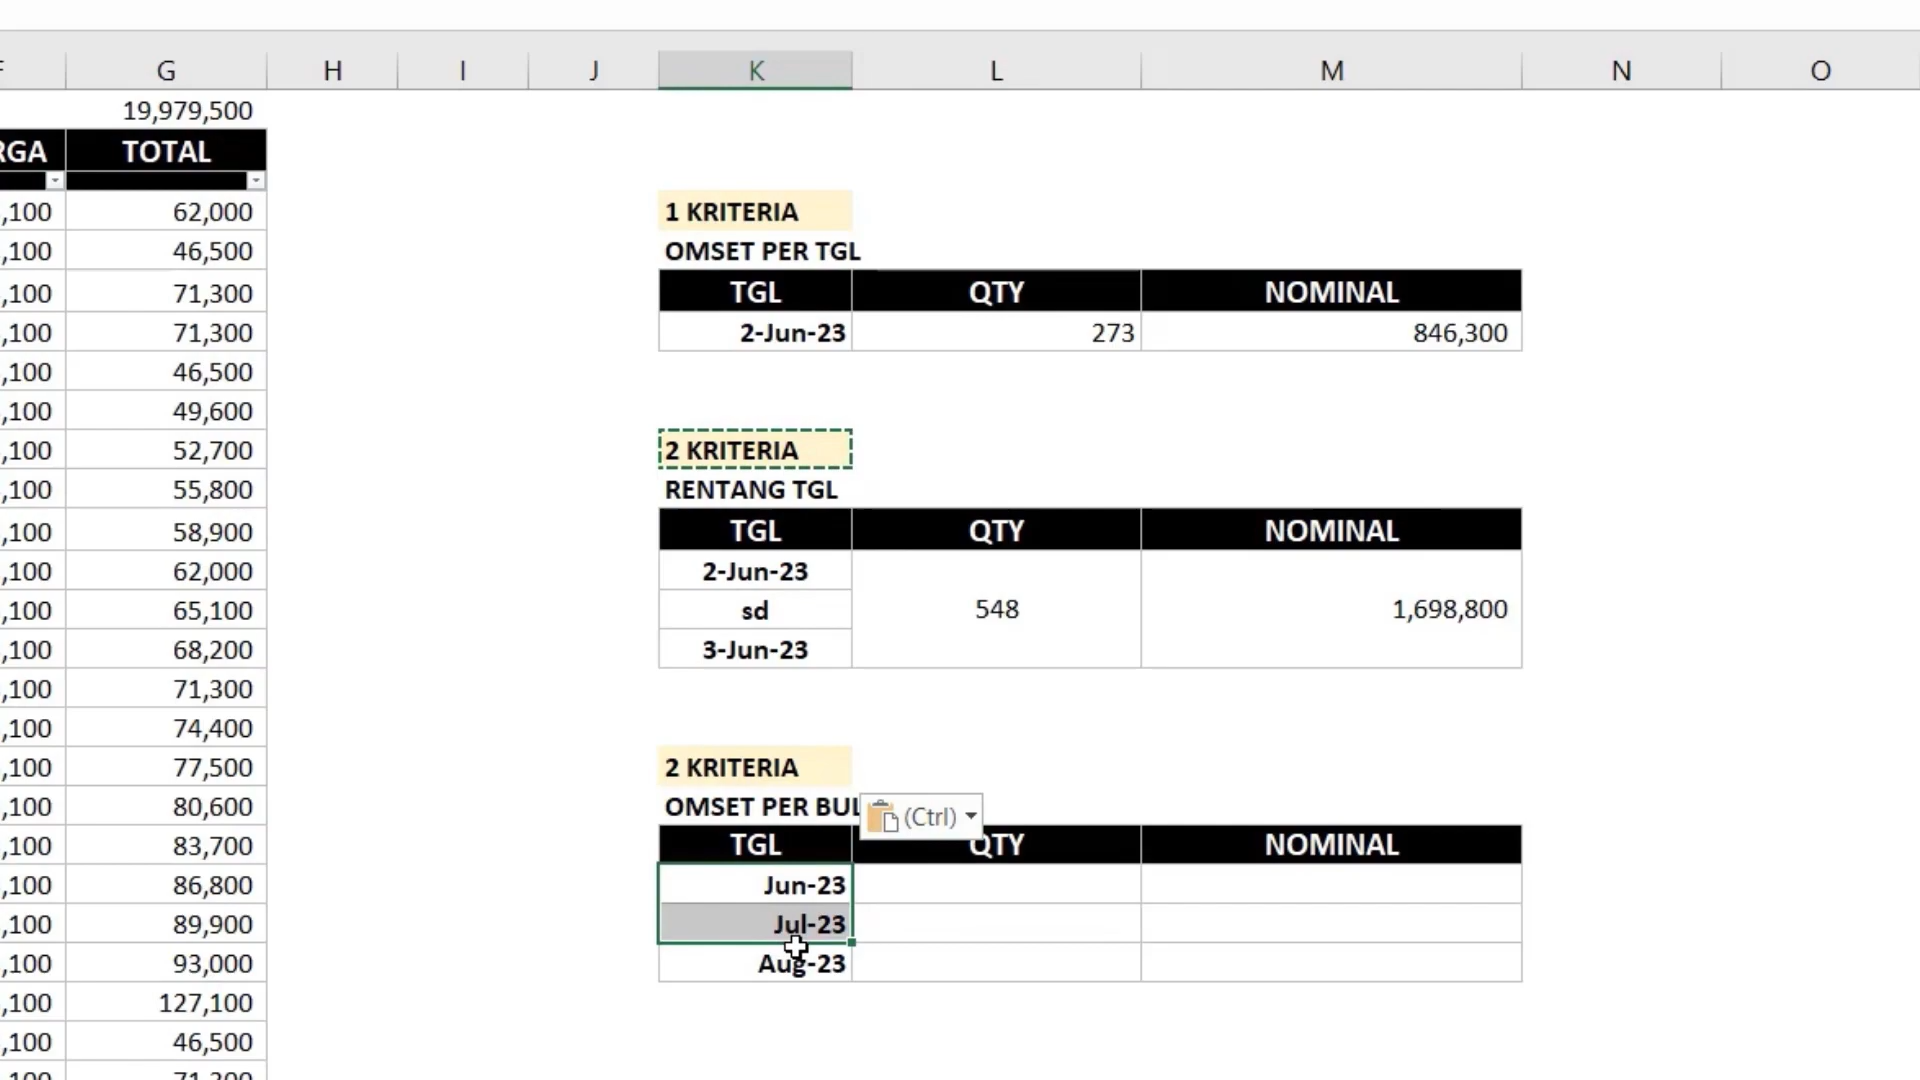 G H I J K L M N O
19,979,500
RGA TOTAL
,100 62,000
,100 46,500
,100 71,300
,100 71,300
,100 46,500
,100 49,600
,100 52,700
,100 55,800
,100 58,900
,100 62,000
,100 65,100
,100 68,200
,100 71,300
,100 74,400
,100 77,500
,100 80,600
,100 83,700
,100 86,800
,100 89,900
,100 93,000
,100 127,100
,100 46,500
1 KRITERIA
OMSET PER TGL
TGL QTY NOMINAL
2-Jun-23 273 846,300
2 KRITERIA
RENTANG TGL
TGL QTY NOMINAL
2-Jun-23
sd 548 1,698,800
3-Jun-23
2 KRITERIA
OMSET PER BUL
(Ctrl)
TGL QTY NOMINAL
Jun-23
Jul-23
Aug-23